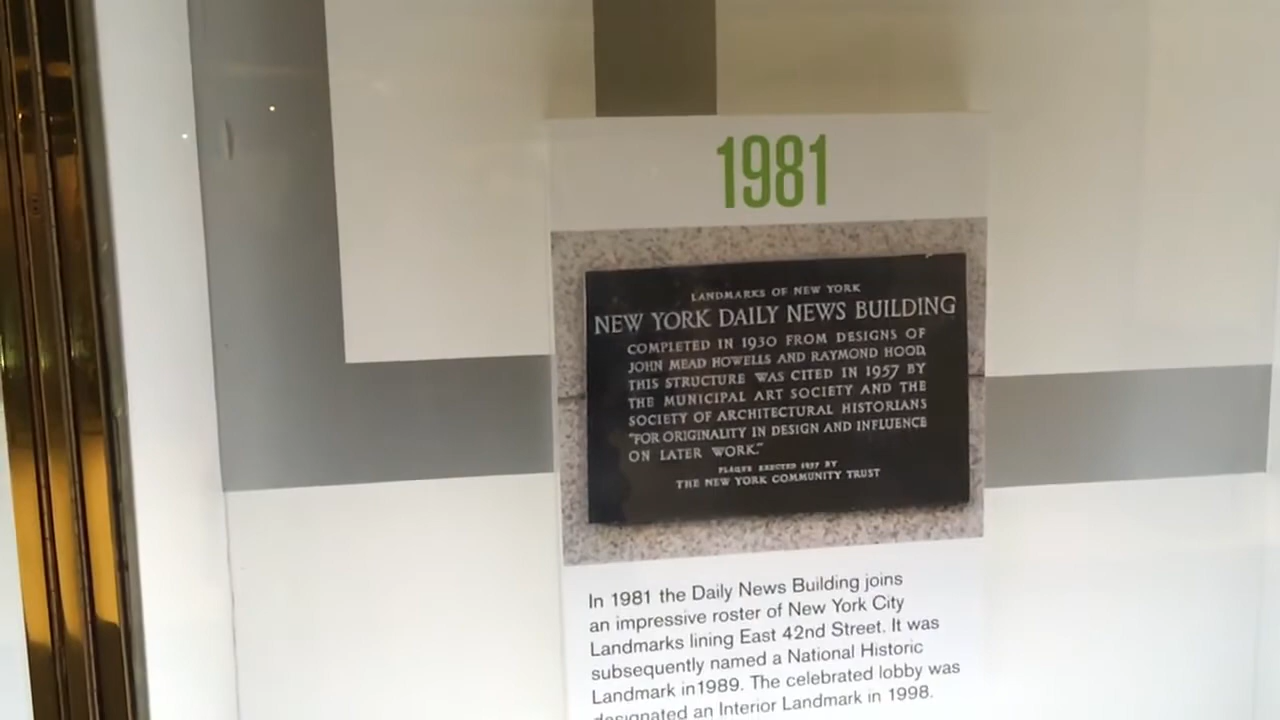 1981
LANDMARKS OF NEW YORK
NEW YORK DAILY NEWS BUILDING
COMPLETED IN 1930 FROM DESIGNS OF
JOHN MEAD HOWELLS AND RAYMOND HOOD,
THIS STRUCTURE WAS CITED IN 1957 BY
THE MUNICIPAL ART SOCIETY AND THE
SOCIETY OF ARCHITECTURAL HISTORIANS
"FOR ORIGINALITY IN DESIGN AND INFLUENCE
ON LATER WORK."
PLAQUE ERECTED 1957 BY
THE NEW YORK COMMUNITY TRUST
In 1981 the Daily News Building joins
an impressive roster of New York City
Landmarks lining East 42nd Street. It was
subsequently named a National Historic
Landmark in1989. The celebrated lobby was
designated an Interior Landmark in 1998.